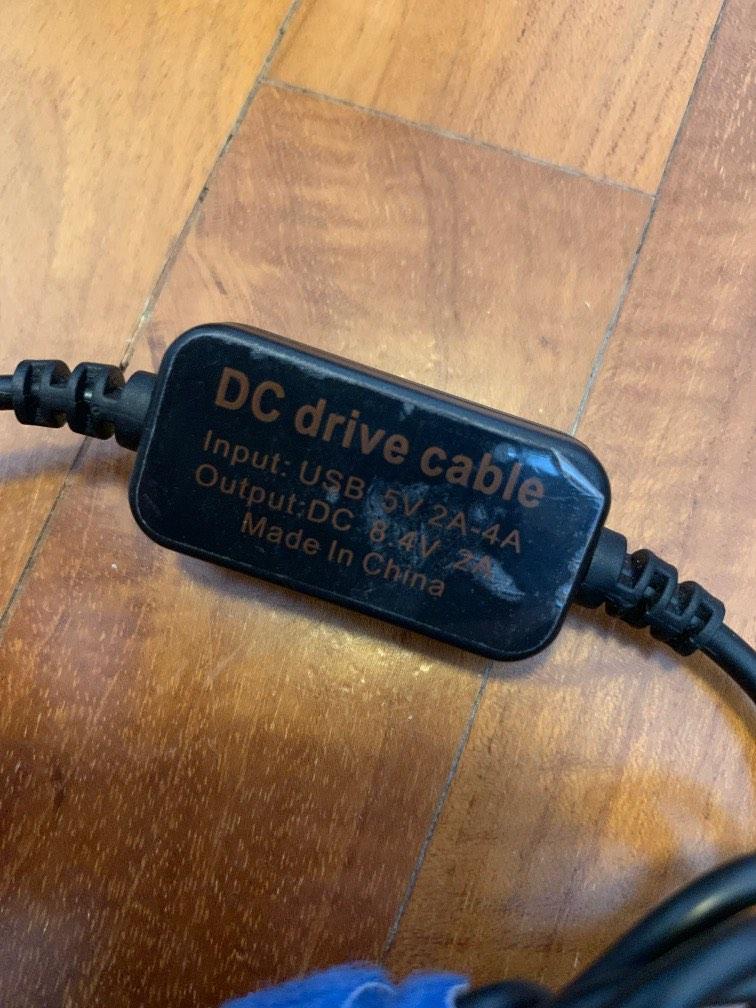 DC drive cable
Input: USB 5V 2A-4A
Output:DC 8.4V 2A
Made In China